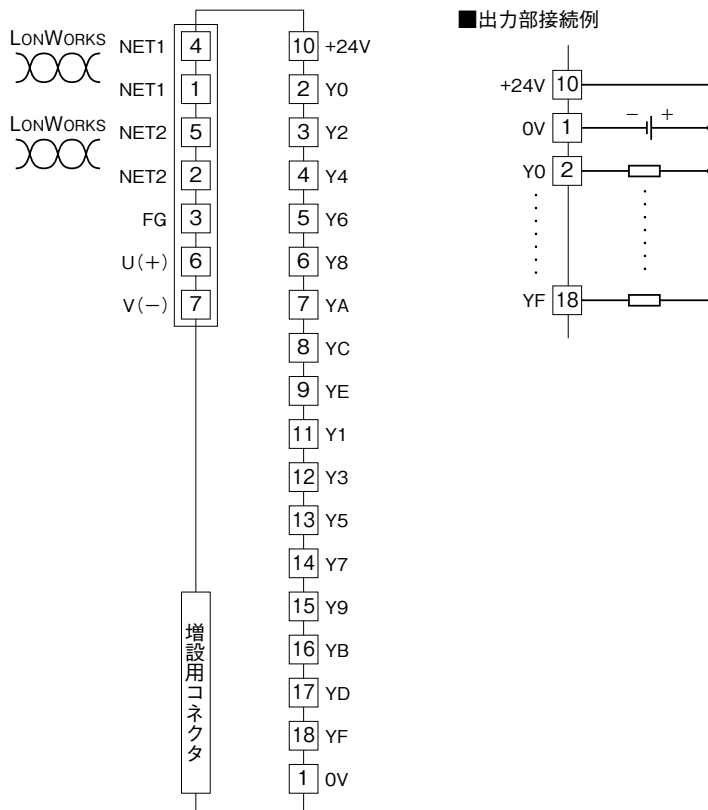 ■出力部接続例
LONWORKS NET1 4
10 +24V
NET1 1
2 Y0
LONWORKS NET2 5
3 Y2
NET2 2
4 Y4
FG 3
5 Y6
U(+) 6
6 Y8
V(−) 7
7 YA
8 YC
9 YE
11 Y1
12 Y3
13 Y5
14 Y7
15 Y9
16 YB
17 YD
18 YF
1 0V
増設用コネクタ
+24V 10
0V 1 − +
Y0 2
YF 18